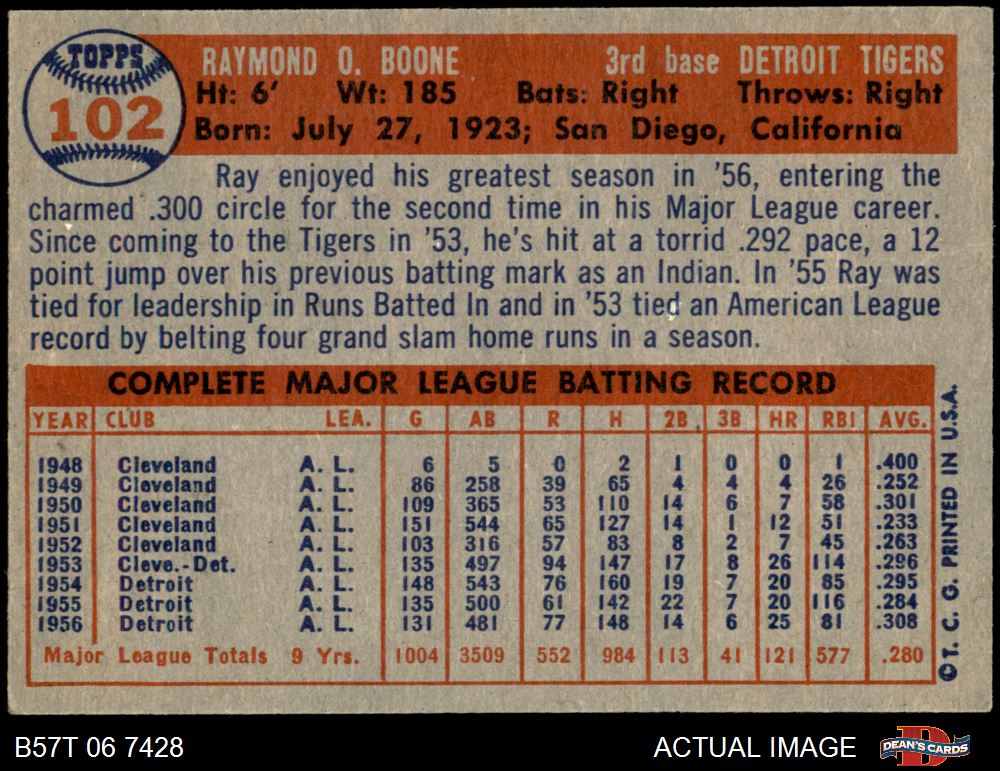 TOPPS
102
RAYMOND O. BOONE 3rd base DETROIT TIGERS
Ht: 6' Wt: 185 Bats: Right Throws: Right
Born: July 27, 1923; San Diego, California
Ray enjoyed his greatest season in '56, entering the
charmed .300 circle for the second time in his Major League career.
Since coming to the Tigers in '53, he's hit at a torrid .292 pace, a 12
point jump over his previous batting mark as an Indian. In '55 Ray was
tied for leadership in Runs Batted In and in '53 tied an American League
record by belting four grand slam home runs in a season.
COMPLETE MAJOR LEAGUE BATTING RECORD
YEAR CLUB LEA. G AB R H 2B 3B HR RBI AVG.
1948 Cleveland A. L. 6 5 0 2 1 0 0 1 .400
1949 Cleveland A. L. 86 258 39 65 4 4 4 26 .252
1950 Cleveland A. L. 109 365 53 110 14 6 7 58 .301
1951 Cleveland A. L. 151 544 65 127 14 1 12 51 .233
1952 Cleveland A. L. 103 316 57 83 8 2 7 45 .263
1953 Cleve.-Det. A. L. 135 497 94 147 17 8 26 114 .296
1954 Detroit A. L. 148 543 76 160 19 7 20 85 .295
1955 Detroit A. L. 135 500 61 142 22 7 20 116 .284
1956 Detroit A. L. 131 481 77 148 14 6 25 81 .308
Major League Totals 9 Yrs. 1004 3509 552 984 113 41 121 577 .280
©T. C. G. PRINTED IN U.S.A.
B57T 06 7428 ACTUAL IMAGE DEAN'S CARDS